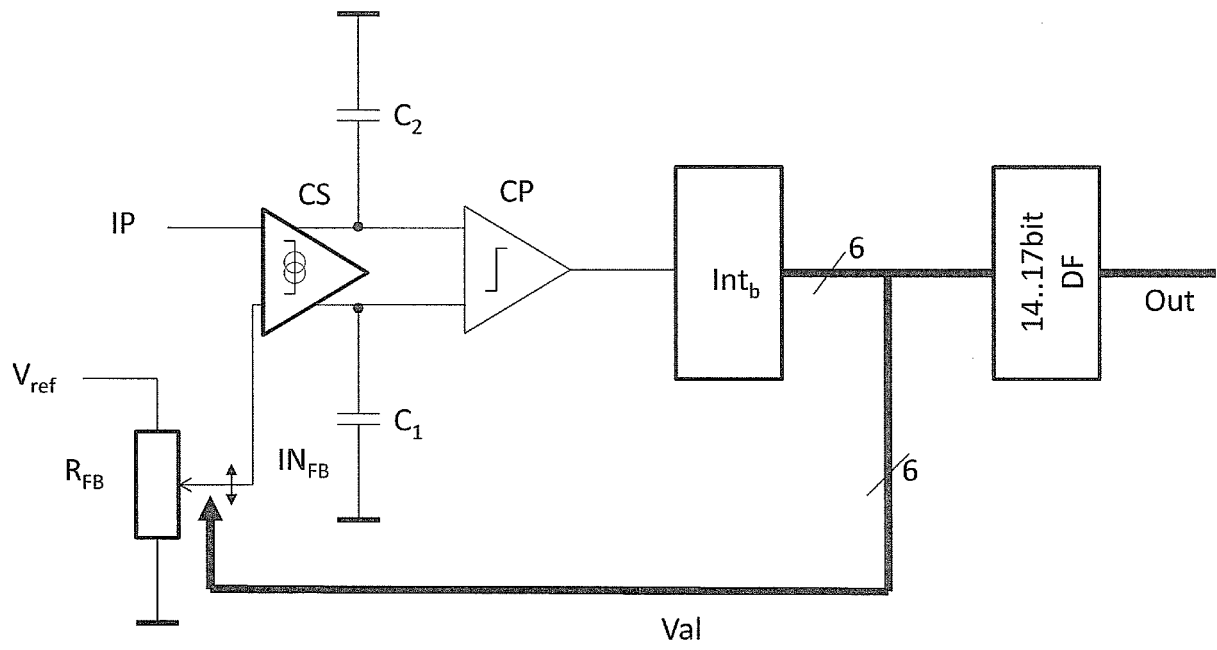 C2
CS
CP
IP
6
Intb
14..17bit
DF
Out
Vref
C1
RFB
INFB
6
Val